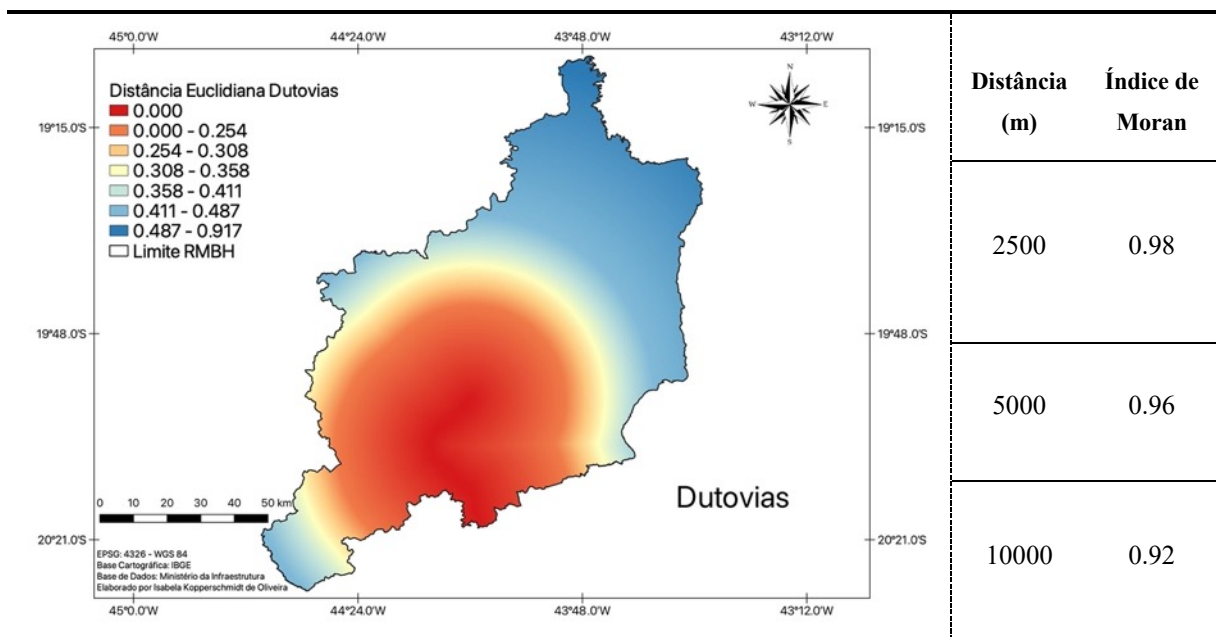 45°0.0'W 44°24.0'W 43°48.0'W 43°12.0'W
Distância Euclidiana Dutovias
0.000
0.000 - 0.254
0.254 - 0.308
0.308 - 0.358
0.358 - 0.411
0.411 - 0.487
0.487 - 0.917
Limite RMBH
N
W E
S
19°15.0'S 19°15.0'S
19°48.0'S 19°48.0'S
20°21.0'S 20°21.0'S
Dutovias
0 10 20 30 40 50 km
EPSG: 4326 - WGS 84
Base Cartográfica: IBGE
Base de Dados: Ministério da Infraestrutura
Elaborado por Isabela Kopperschmidt de Oliveira
45°0.0'W 44°24.0'W 43°48.0'W 43°12.0'W
Distância Índice de
(m) Moran
2500 0.98
5000 0.96
10000 0.92